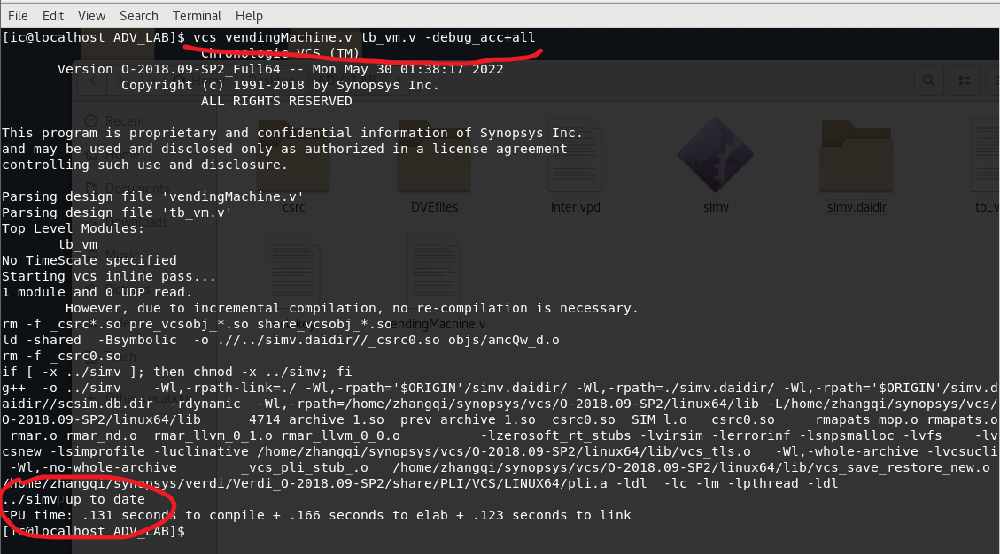 File Edit View Search Terminal Help
[ic@localhost ADV_LAB]$ vcs vendingMachine.v tb_vm.v -debug_acc+all
Chronologic VCS (TM)
Version O-2018.09-SP2_Full64 -- Mon May 30 01:38:17 2022
Copyright (c) 1991-2018 by Synopsys Inc.
ALL RIGHTS RESERVED
Recent
This program is proprietary and confidential information of Synopsys Inc.
and may be used and disclosed only as authorized in a license agreement
controlling such use and disclosure.
Documents
Parsing design file 'vendingMachine.v'
csrc DVEfiles inter.vpd simv simv.daidir tb_v
Parsing design file 'tb_vm.v'
Downloads
Top Level Modules:
tb_vm
No TimeScale specified
Starting vcs inline pass...
1 module and 0 UDP read.
However, due to incremental compilation, no re-compilation is necessary.
rm -f _csrc*.so pre_vcsobj_*.so share_vcsobj_*.so
vendingMachine.v
ld -shared -Bsymbolic -o .//../simv.daidir//_csrc0.so objs/amcQw_d.o
rm -f _csrc0.so
if [ -x ../simv ]; then chmod -x ../simv; fi
g++ -o ../simv -Wl,-rpath-link=./ -Wl,-rpath='$ORIGIN'/simv.daidir/ -Wl,-rpath=./simv.daidir/ -Wl,-rpath='$ORIGIN'/simv.d
aidir//scsim.db.dir -rdynamic -Wl,-rpath=/home/zhangqi/synopsys/vcs/O-2018.09-SP2/linux64/lib -L/home/zhangqi/synopsys/vcs/
O-2018.09-SP2/linux64/lib _4714_archive_1.so _prev_archive_1.so _csrc0.so SIM_l.o _csrc0.so rmapats_mop.o rmapats.o
rmar.o rmar_nd.o rmar_llvm_0_1.o rmar_llvm_0_0.o -lzerosoft_rt_stubs -lvirsim -lerrorinf -lsnpsmalloc -lvfs -lv
csnew -lsimprofile -luclinative /home/zhangqi/synopsys/vcs/O-2018.09-SP2/linux64/lib/vcs_tls.o -Wl,-whole-archive -lvcsucli
-Wl,-no-whole-archive _vcs_pli_stub_.o /home/zhangqi/synopsys/vcs/O-2018.09-SP2/linux64/lib/vcs_save_restore_new.o
/home/zhangqi/synopsys/verdi/Verdi_O-2018.09-SP2/share/PLI/VCS/LINUX64/pli.a -ldl -lc -lm -lpthread -ldl
../simv up to date
CPU time: .131 seconds to compile + .166 seconds to elab + .123 seconds to link
[ic@localhost ADV_LAB]$